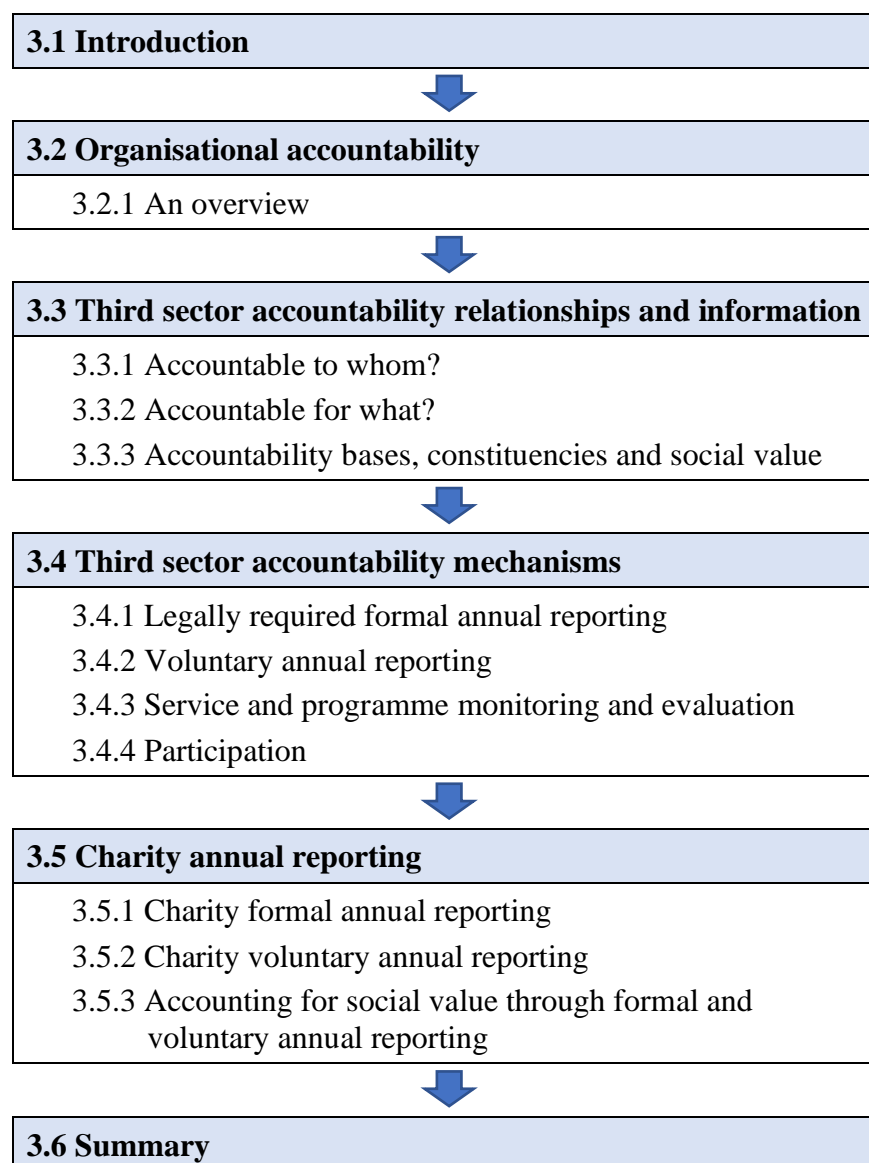 3.1 Introduction
3.2 Organisational accountability
3.2.1 An overview
3.3 Third sector accountability relationships and information
3.3.1 Accountable to whom?
3.3.2 Accountable for what?
3.3.3 Accountability bases, constituencies and social value
3.4 Third sector accountability mechanisms
3.4.1 Legally required formal annual reporting
3.4.2 Voluntary annual reporting
3.4.3 Service and programme monitoring and evaluation
3.4.4 Participation
3.5 Charity annual reporting
3.5.1 Charity formal annual reporting
3.5.2 Charity voluntary annual reporting
3.5.3 Accounting for social value through formal and
voluntary annual reporting
3.6 Summary